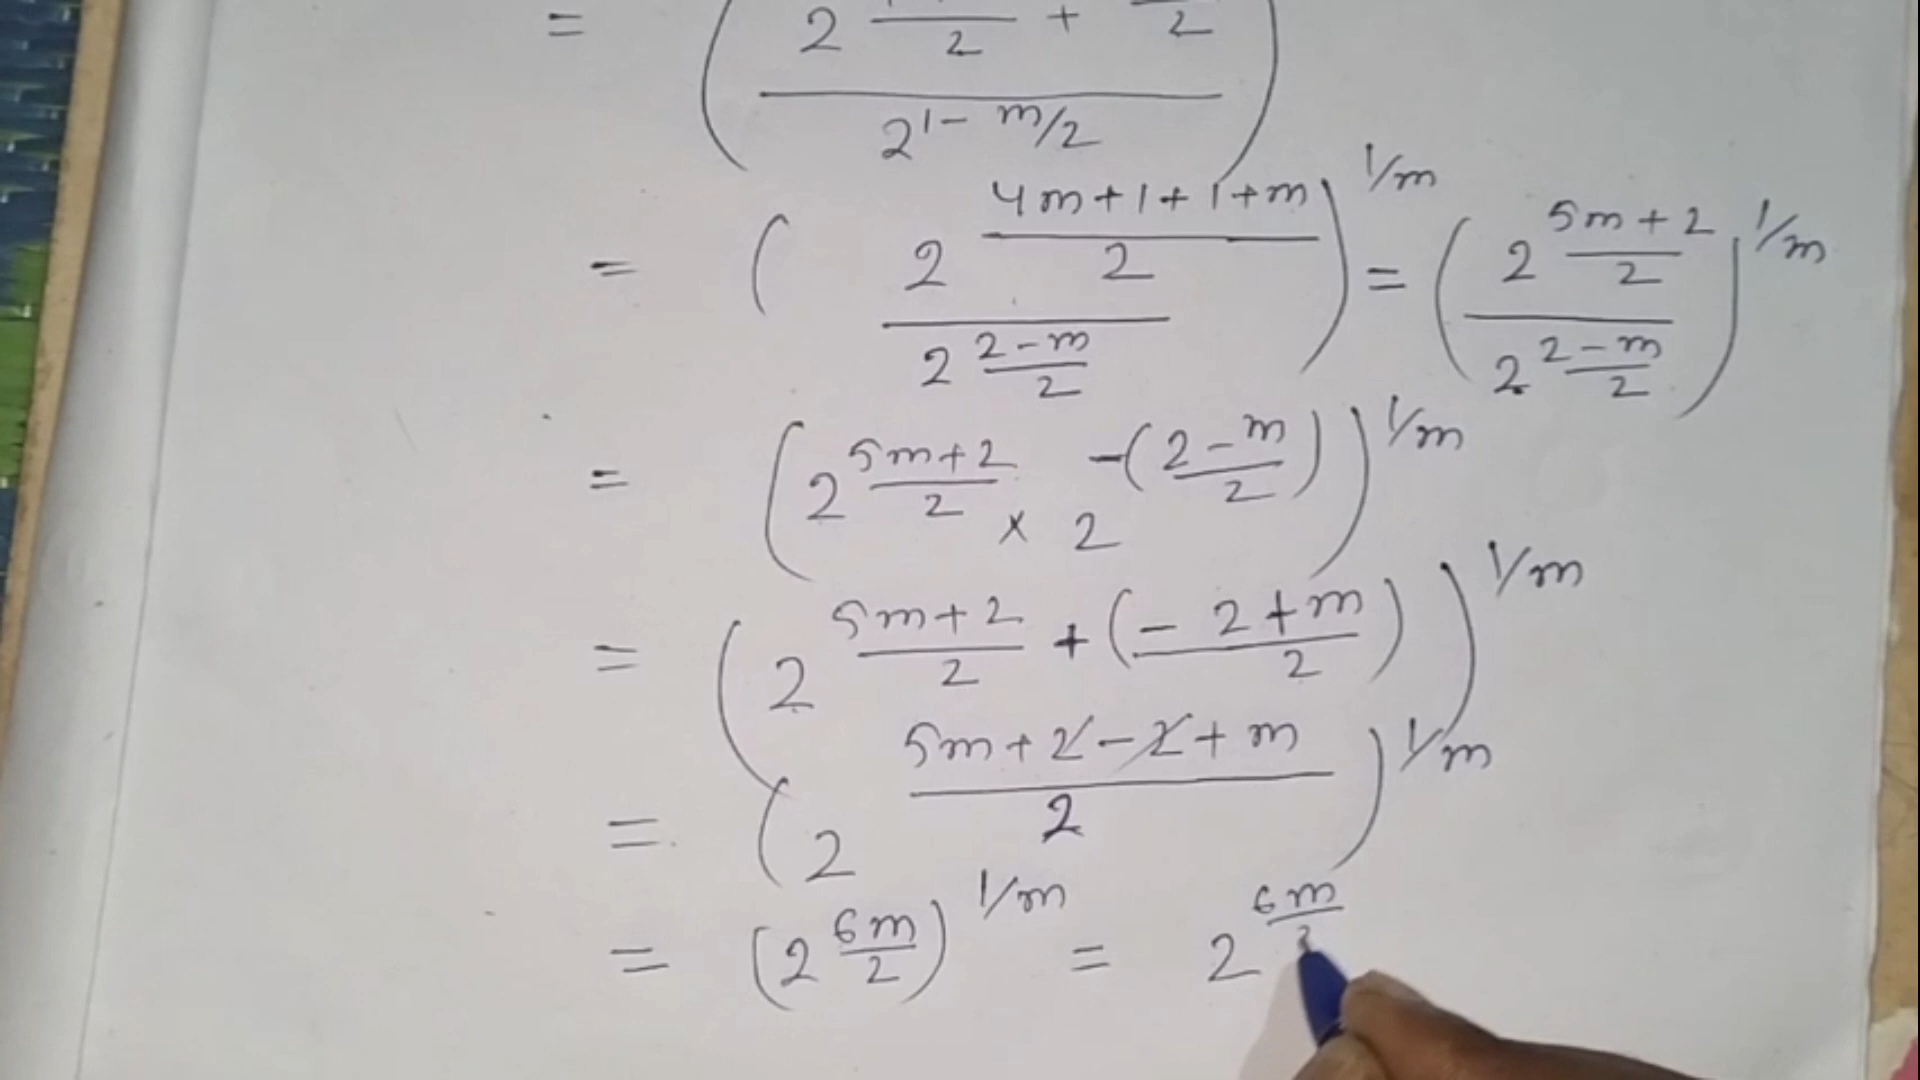 = ( 2 /2 + /2 )
2^1 - m/2
= ( 2^(4m+1+1+m)/2 / 2^(2-m)/2 )^1/m = ( 2^(5m+2)/2 / 2^(2-m)/2 )^1/m
= ( 2^(5m+2)/2 × 2^-(2-m/2) )^1/m
= ( 2^(5m+2)/2 + (-2+m/2) )^1/m
= ( 2^(5m+2-2+m)/2 )^1/m
= (2^6m/2)^1/m = 2^6m/